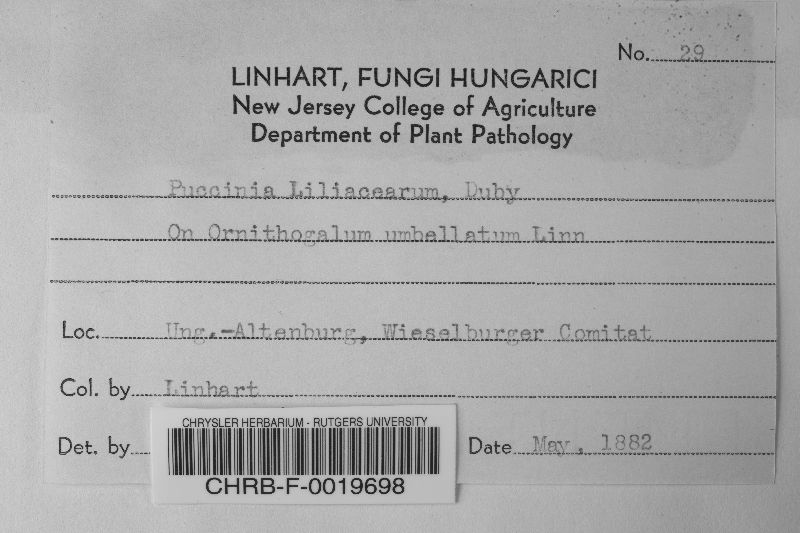 No. 29
LINHART, FUNGI HUNGARICI
New Jersey College of Agriculture
Department of Plant Pathology
Puccinia Liliacearum, Duby
On Ornithogalum umbellatum Linn
Loc. Ung.-Altenburg, Wieselburger Comitat
Col. by Linhart
Det. by
Date May, 1882
CHRYSLER HERBARIUM - RUTGERS UNIVERSITY
CHRB-F-0019698